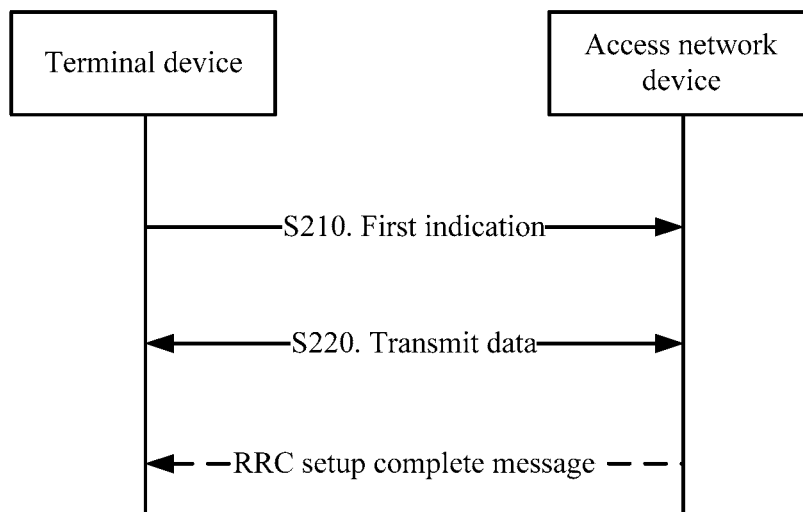 Terminal device
Access network
device
S210. First indication
S220. Transmit data
RRC setup complete message